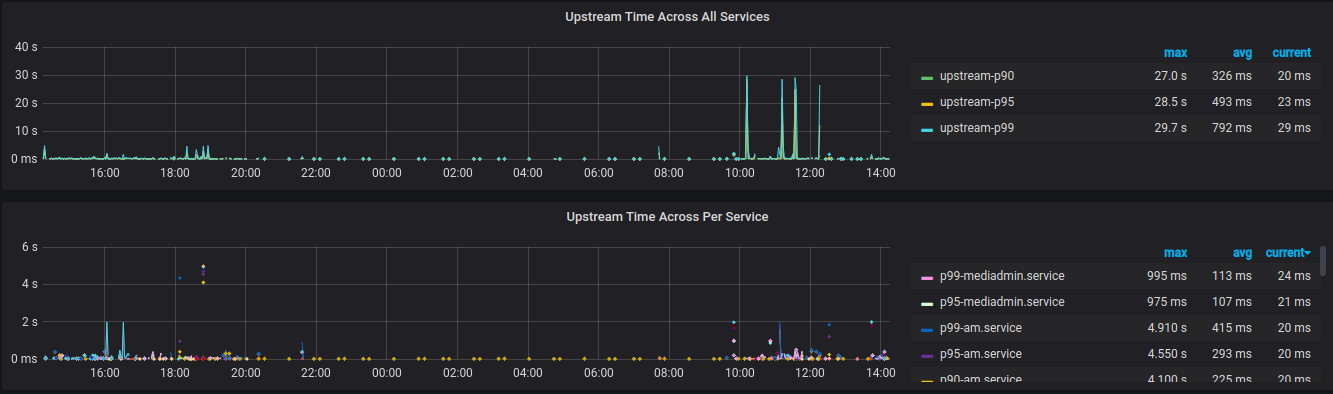 Upstream Time Across All Services
max avg current
40 s
30 s
20 s
10 s
0 ms
upstream-p90 27.0 s 326 ms 20 ms
upstream-p95 28.5 s 493 ms 23 ms
upstream-p99 29.7 s 792 ms 29 ms
16:00 18:00 20:00 22:00 00:00 02:00 04:00 06:00 08:00 10:00 12:00 14:00
Upstream Time Across Per Service
max avg current
6 s
4 s
2 s
0 ms
p99-mediadmin.service 995 ms 113 ms 24 ms
p95-mediadmin.service 975 ms 107 ms 21 ms
p99-am.service 4.910 s 415 ms 20 ms
p95-am.service 4.550 s 293 ms 20 ms
p90-am.service 4.100 s 225 ms 20 ms
16:00 18:00 20:00 22:00 00:00 02:00 04:00 06:00 08:00 10:00 12:00 14:00